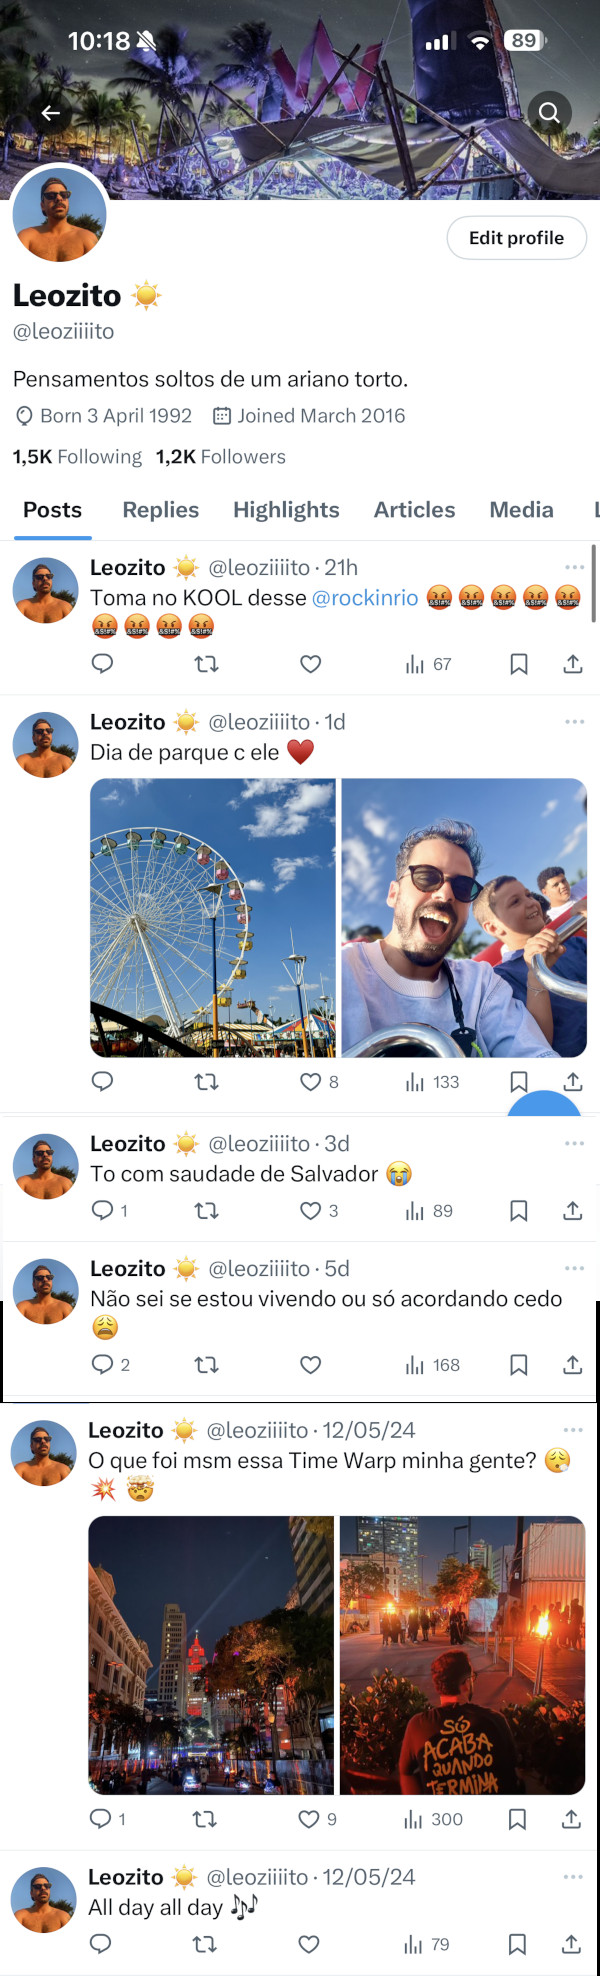 10:18
89
Edit profile
Leozito ☀️
@leoziiiito
Pensamentos soltos de um ariano torto.
Born 3 April 1992 Joined March 2016
1,5K Following 1,2K Followers
Posts Replies Highlights Articles Media L
Leozito ☀️ @leoziiiito · 21h
Toma no KOOL desse @rockinrio 🤬🤬🤬🤬🤬
🤬🤬🤬🤬
67
Leozito ☀️ @leoziiiito · 1d
Dia de parque c ele ♥️
8 133
Leozito ☀️ @leoziiiito · 3d
To com saudade de Salvador 😭
1 3 89
Leozito ☀️ @leoziiiito · 5d
Não sei se estou vivendo ou só acordando cedo
😩
2 168
Leozito ☀️ @leoziiiito · 12/05/24
O que foi msm essa Time Warp minha gente? 😮‍💨
💥 🤯
SÓ
ACABA
QUANDO
TERMINA
1 9 300
Leozito ☀️ @leoziiiito · 12/05/24
All day all day 🎶
79